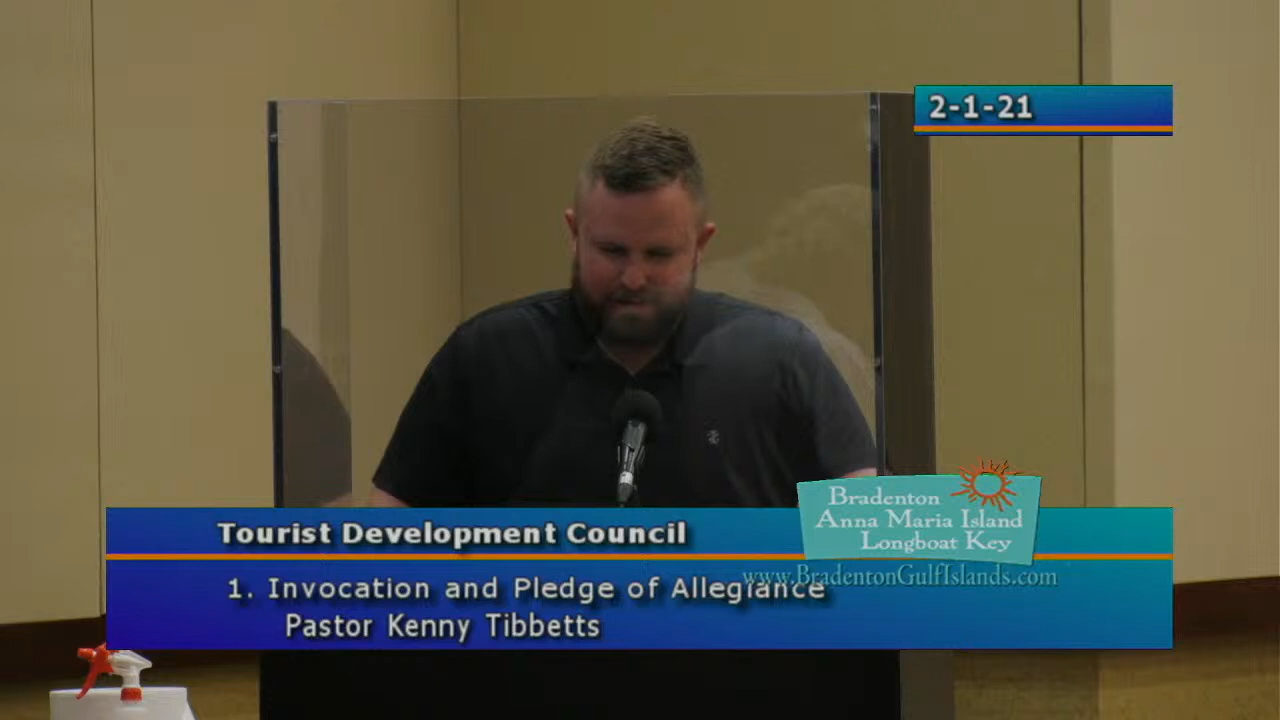 2-1-21
Bradenton
Anna Maria Island
Longboat Key
Tourist Development Council
www.BradentonGulfIslands.com
1. Invocation and Pledge of Allegiance
Pastor Kenny Tibbetts